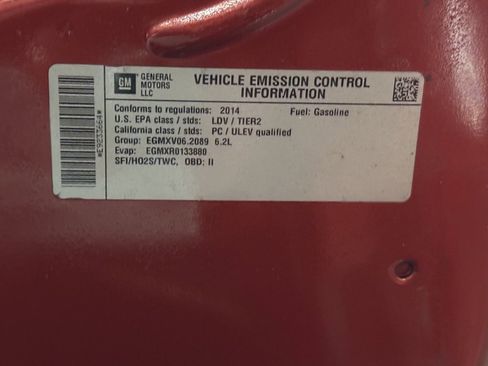 GM
GENERAL MOTORS LLC
VEHICLE EMISSION CONTROL INFORMATION
Conforms to regulations: 2014 Fuel: Gasoline
U.S. EPA class / stds: LDV / TIER2
California class / stds: PC / ULEV qualified
Group: EGMXV06.2089 6.2L
Evap: EGMXR0133880
SFI/HO2S/TWC, OBD: II
*E9233664*